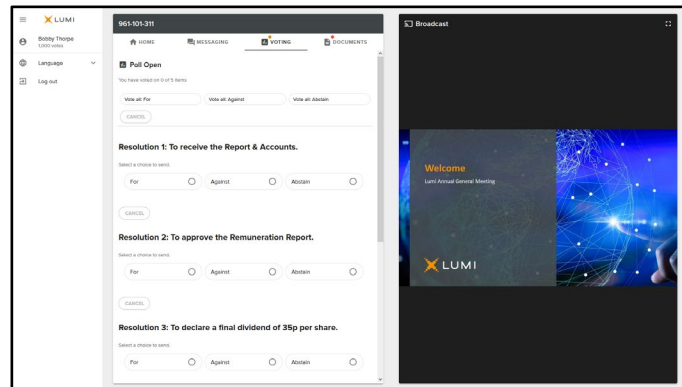 LUMI
Bobby Thorpe
1,000 votes
Language
Log out
961-101-311
HOME
MESSAGING
VOTING
DOCUMENTS
Poll Open
You have voted on 0 of 5 items
Vote all: For
Vote all: Against
Vote all: Abstain
CANCEL
Resolution 1: To receive the Report & Accounts.
Select a choice to send.
For
Against
Abstain
CANCEL
Resolution 2: To approve the Remuneration Report.
Select a choice to send.
For
Against
Abstain
CANCEL
Resolution 3: To declare a final dividend of 35p per share.
Select a choice to send.
For
Against
Abstain
Broadcast
Welcome
Lumi Annual General Meeting
LUMI